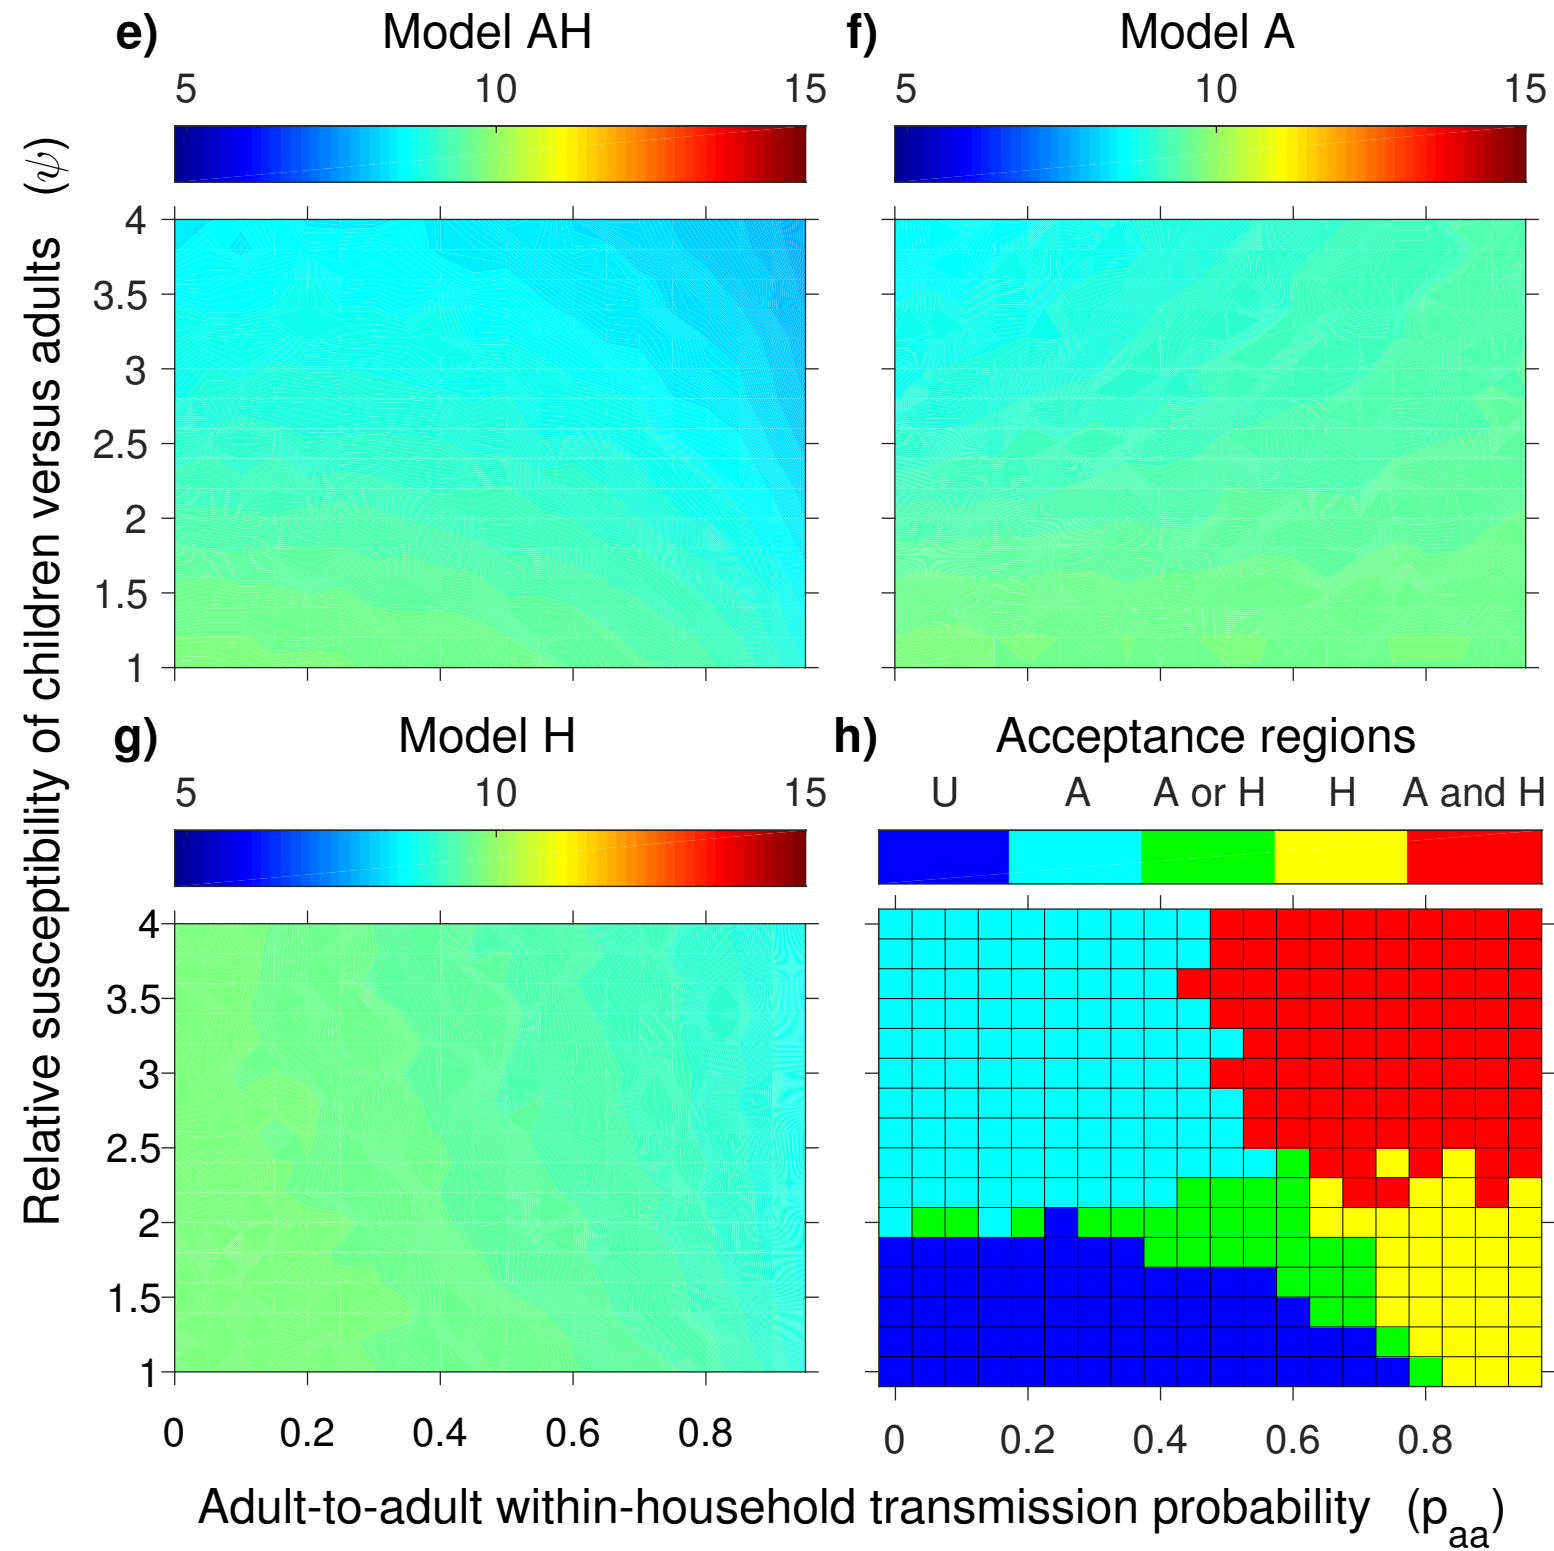 e) Model AH
5 10 15
f) Model A
5 10 15
Relative susceptibility of children versus adults (ψ)
4
3.5
3
2.5
2
1.5
1
g) Model H
5 10 15
h) Acceptance regions
U A A or H H A and H
4
3.5
3
2.5
2
1.5
1
0 0.2 0.4 0.6 0.8
0 0.2 0.4 0.6 0.8
Adult-to-adult within-household transmission probability (p_aa)